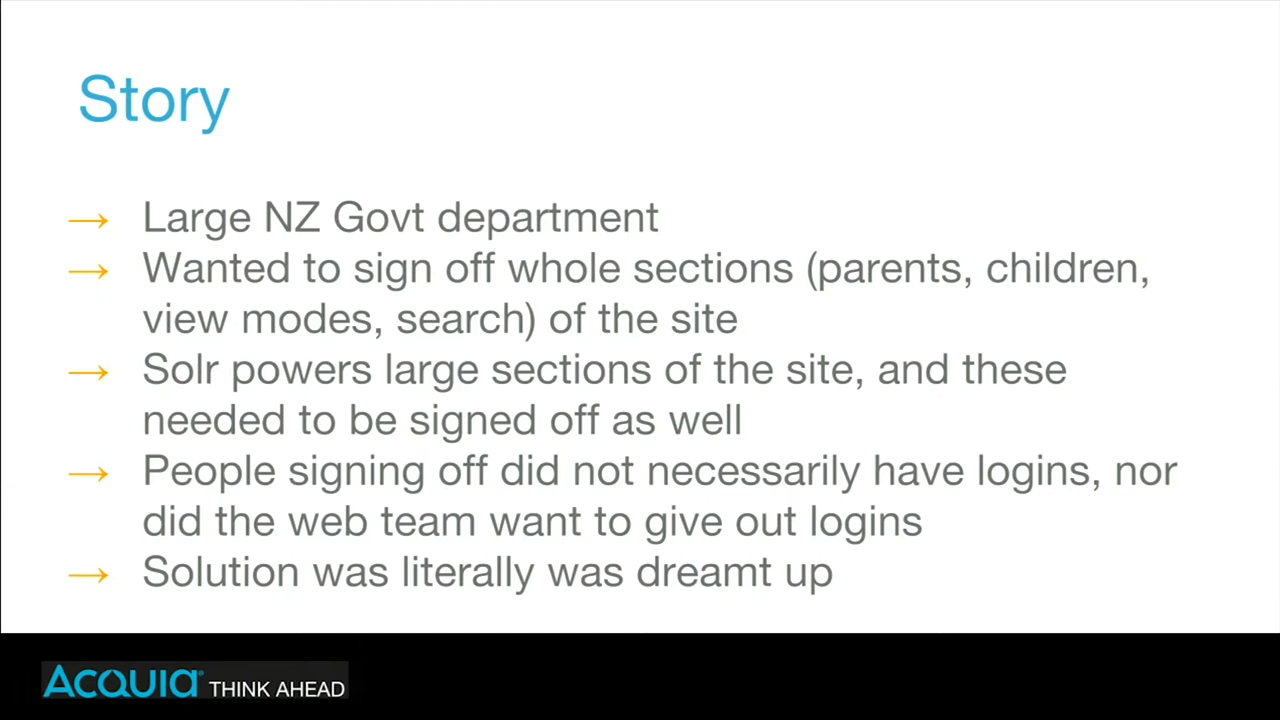 Story
→ Large NZ Govt department
→ Wanted to sign off whole sections (parents, children,
view modes, search) of the site
→ Solr powers large sections of the site, and these
needed to be signed off as well
→ People signing off did not necessarily have logins, nor
did the web team want to give out logins
→ Solution was literally was dreamt up
ACQUIA® THINK AHEAD